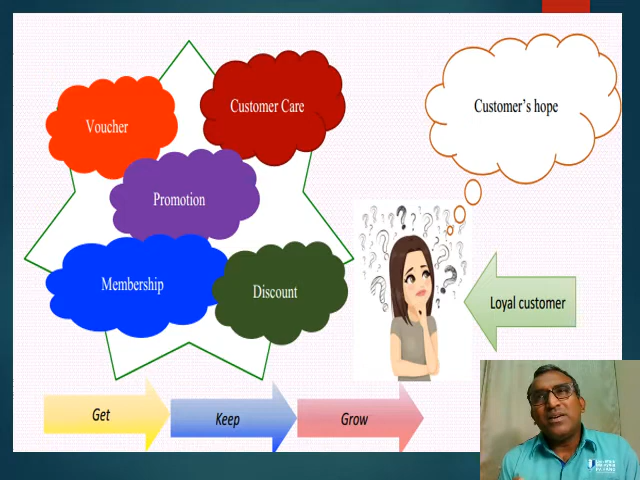 Voucher
Customer Care
Customer's hope
Promotion
Membership
Discount
Loyal customer
Get
Keep
Grow